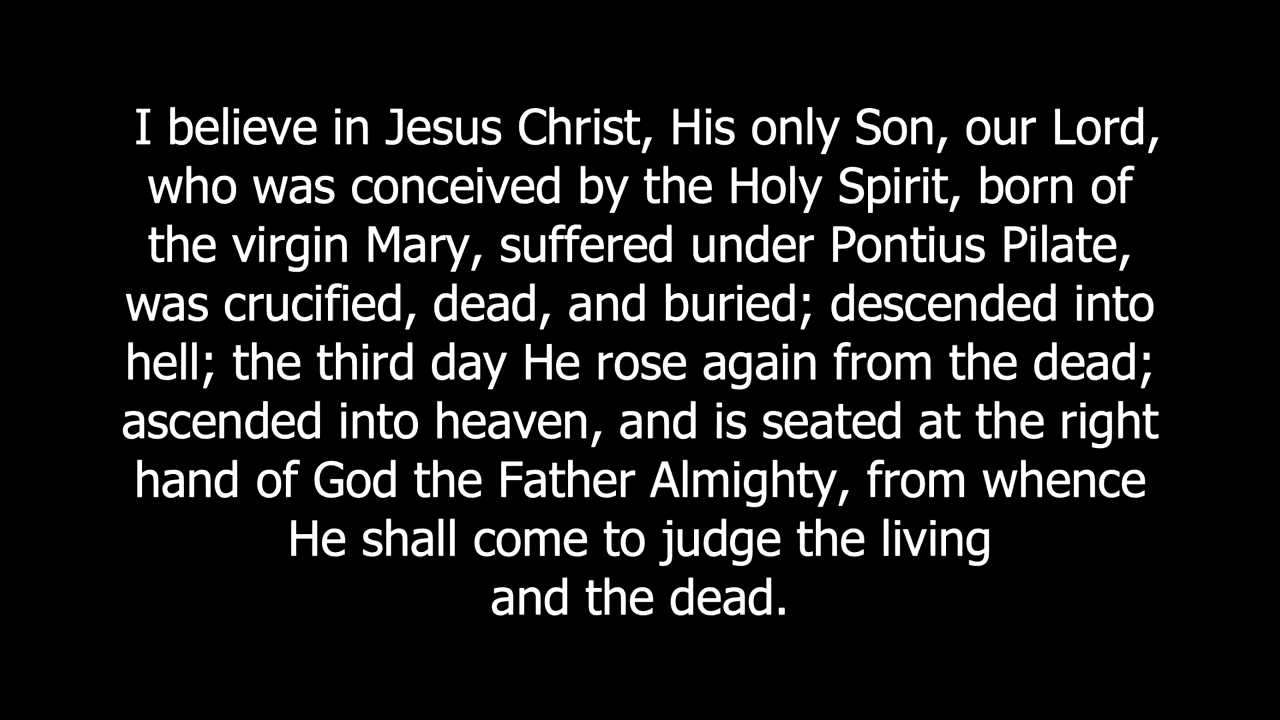 I believe in Jesus Christ, His only Son, our Lord,
who was conceived by the Holy Spirit, born of
the virgin Mary, suffered under Pontius Pilate,
was crucified, dead, and buried; descended into
hell; the third day He rose again from the dead;
ascended into heaven, and is seated at the right
hand of God the Father Almighty, from whence
He shall come to judge the living
and the dead.